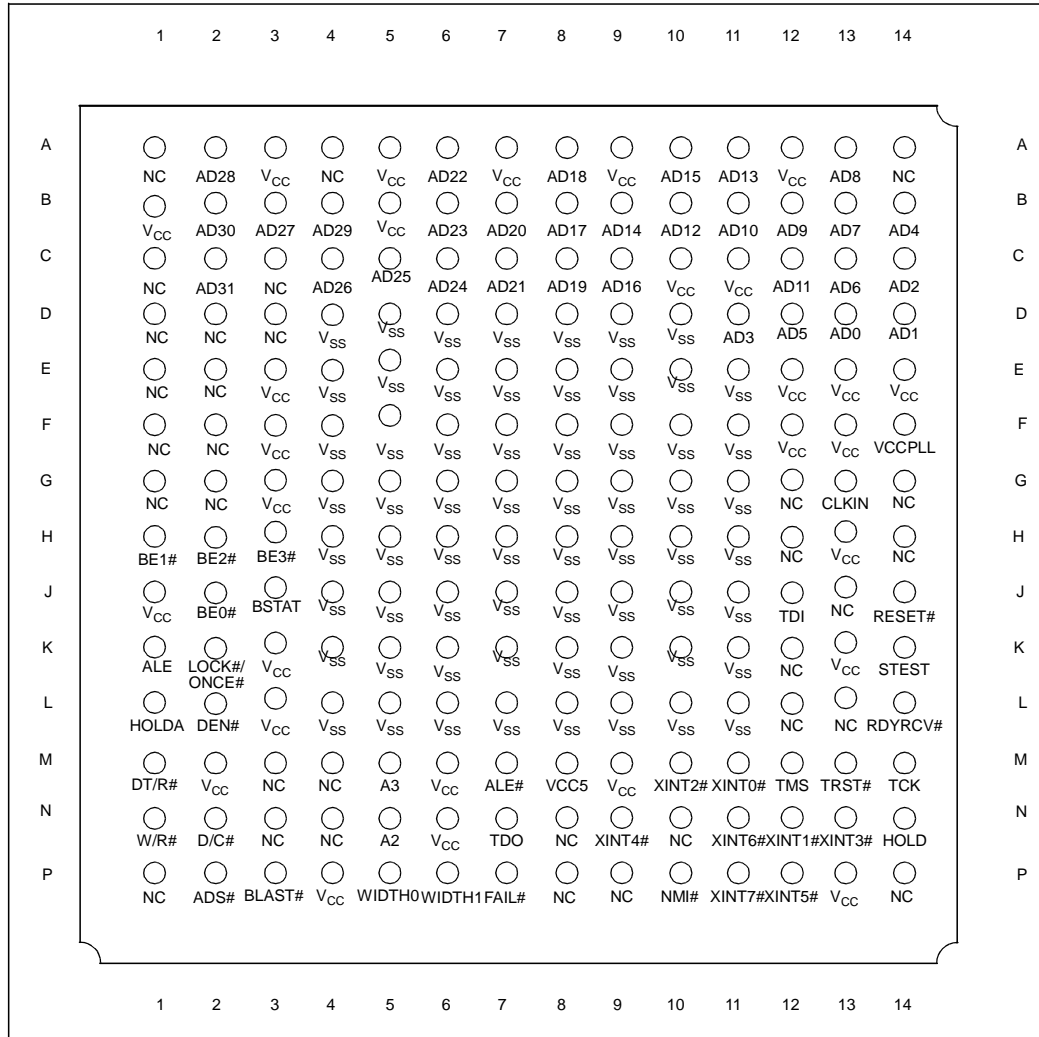 1 2 3 4 5 6 7 8 9 10 11 12 13 14
A A
NC AD28 VCC NC VCC AD22 VCC AD18 VCC AD15 AD13 VCC AD8 NC
B B
VCC AD30 AD27 AD29 VCC AD23 AD20 AD17 AD14 AD12 AD10 AD9 AD7 AD4
C C
NC AD31 NC AD26 AD25 AD24 AD21 AD19 AD16 VCC VCC AD11 AD6 AD2
D D
NC NC NC VSS VSS VSS VSS VSS VSS VSS AD3 AD5 AD0 AD1
E E
NC NC VCC VSS VSS VSS VSS VSS VSS VSS VSS VCC VCC VCC
F F
NC NC VCC VSS VSS VSS VSS VSS VSS VSS VSS VCC VCC VCCPLL
G G
NC NC VCC VSS VSS VSS VSS VSS VSS VSS VSS NC CLKIN NC
H H
BE1# BE2# BE3# VSS VSS VSS VSS VSS VSS VSS VSS NC VCC NC
J J
VCC BE0# BSTAT VSS VSS VSS VSS VSS VSS VSS VSS TDI NC RESET#
K K
ALE LOCK#/ VCC VSS VSS VSS VSS VSS VSS VSS VSS NC VCC STEST
ONCE#
L L
HOLDA DEN# VCC VSS VSS VSS VSS VSS VSS VSS VSS NC NC RDYRCV#
M M
DT/R# VCC NC NC A3 VCC ALE# VCC5 VCC XINT2# XINT0# TMS TRST# TCK
N N
W/R# D/C# NC NC A2 VCC TDO NC XINT4# NC XINT6# XINT1# XINT3# HOLD
P P
NC ADS# BLAST# VCC WIDTH0 WIDTH1 FAIL# NC NC NMI# XINT7# XINT5# VCC NC
1 2 3 4 5 6 7 8 9 10 11 12 13 14